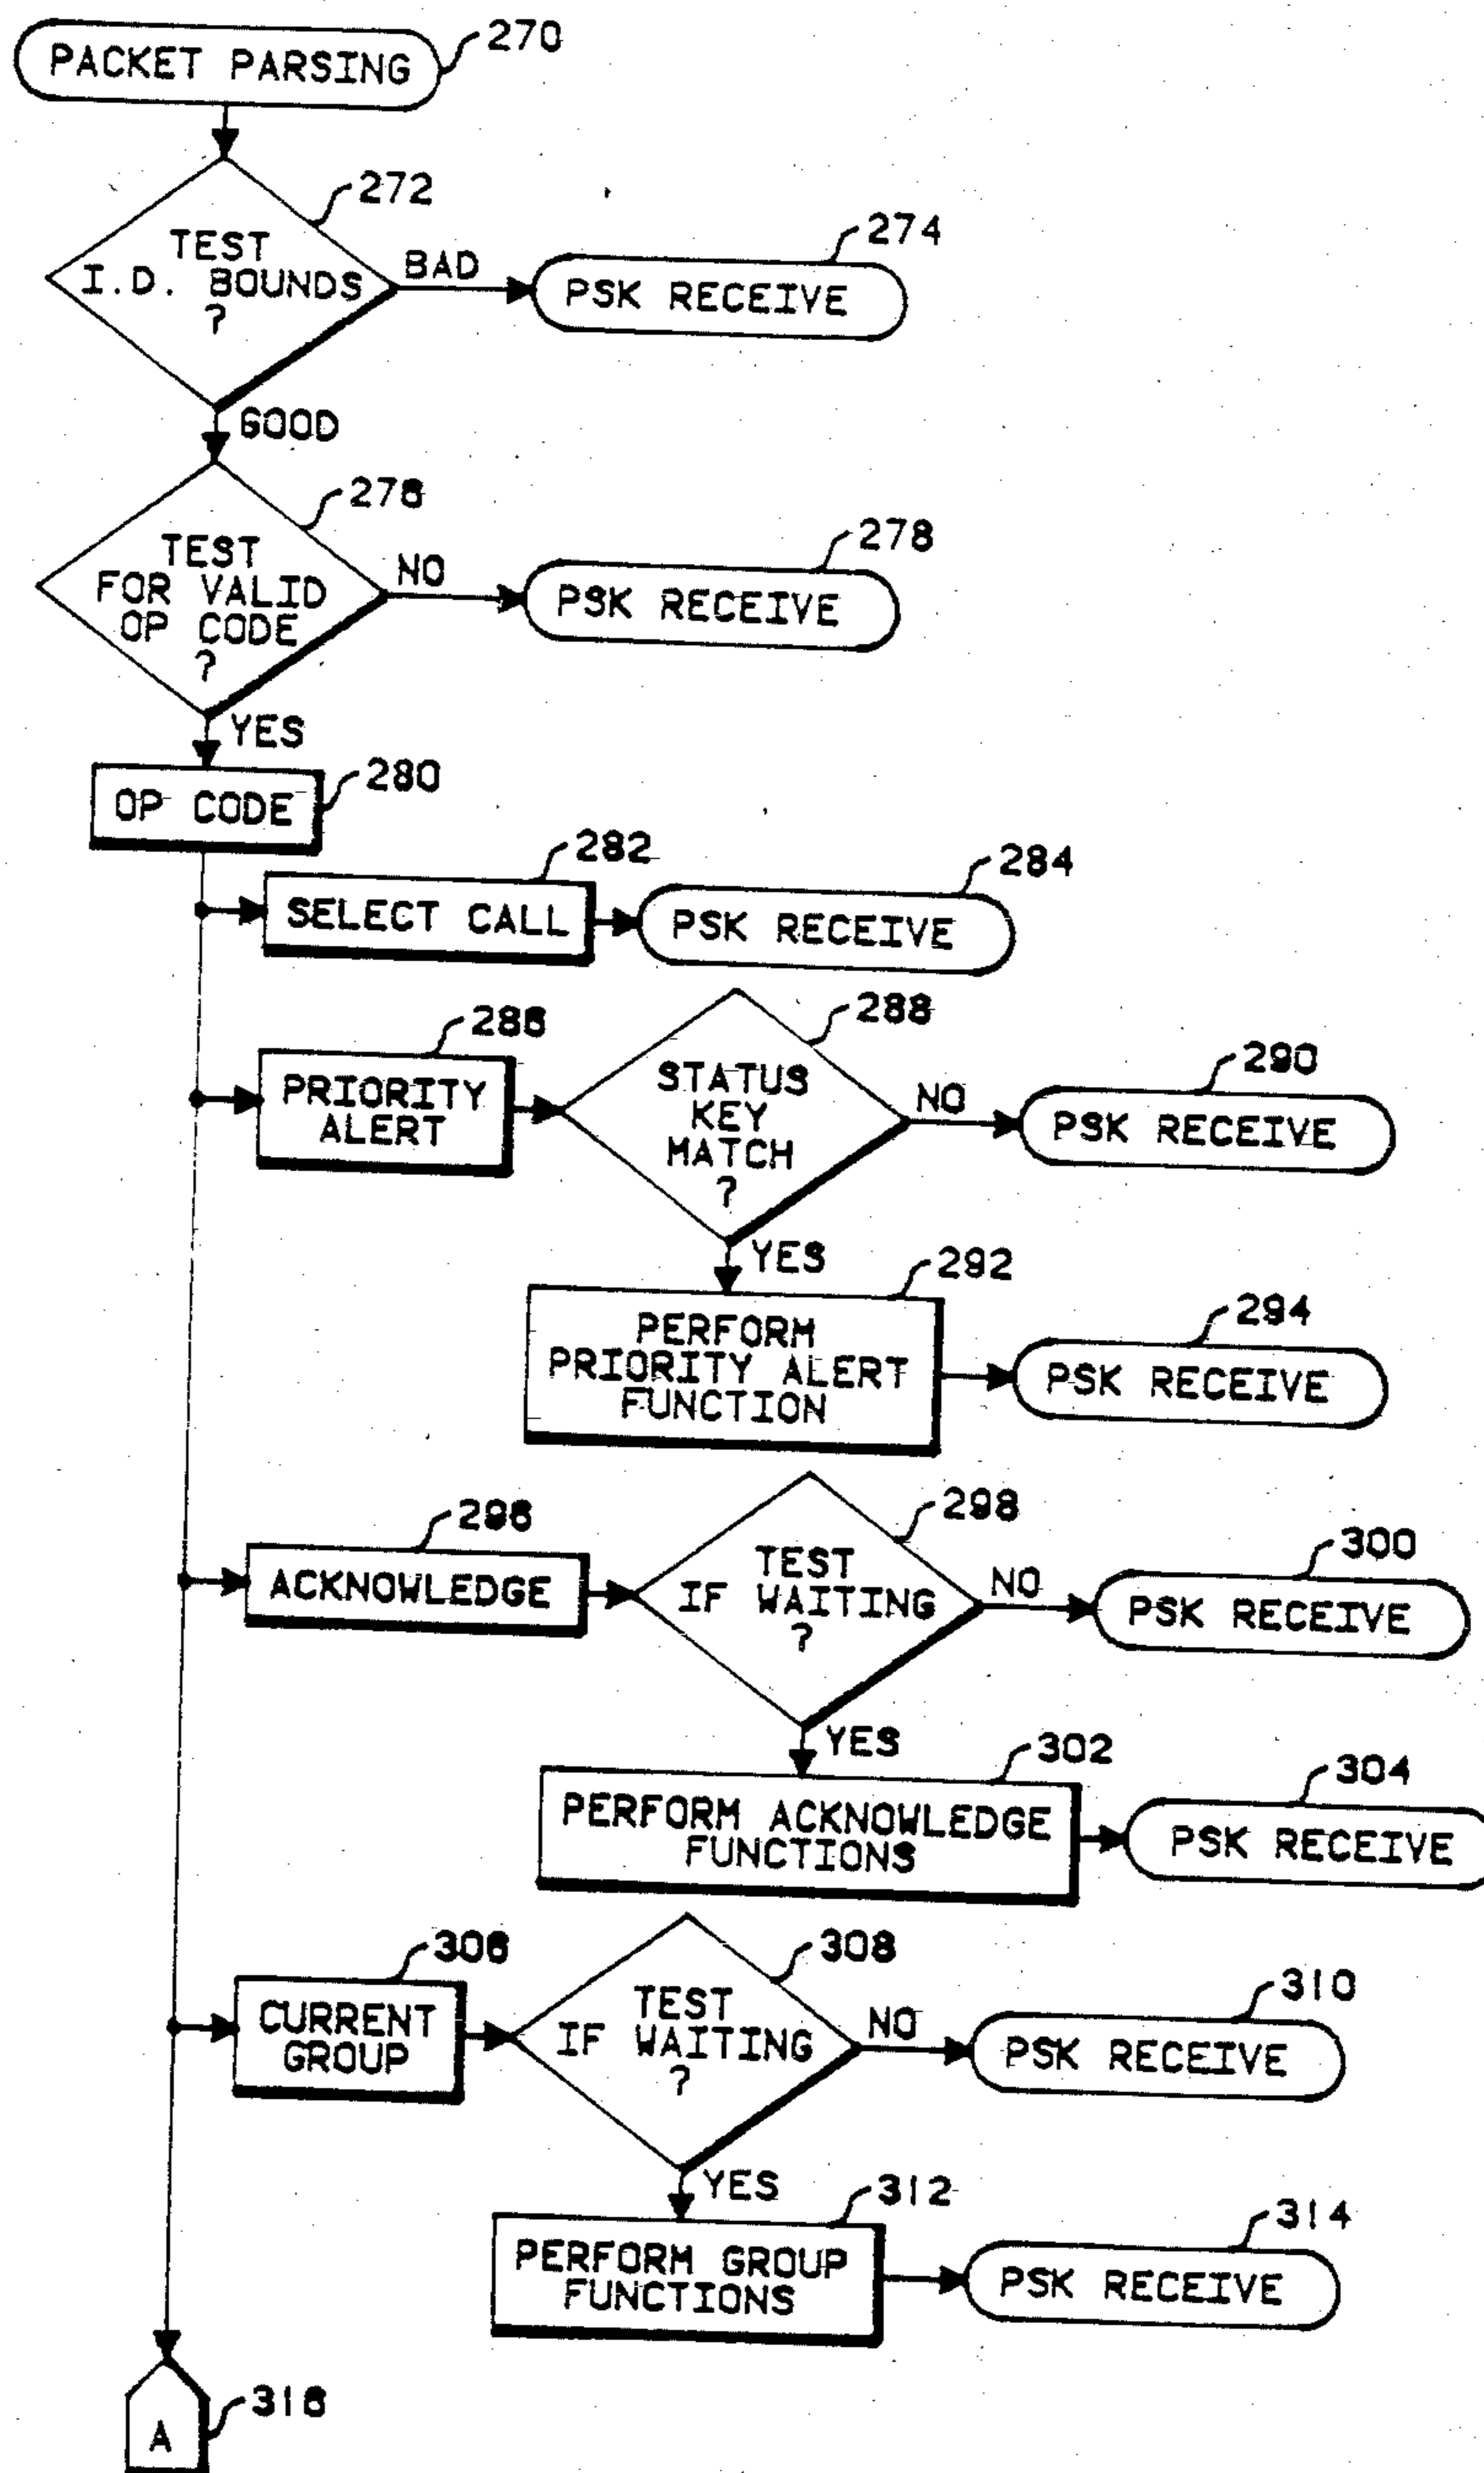 PACKET PARSING
270
TEST
I.D. BOUNDS
?
272
BAD
PSK RECEIVE
274
GOOD
TEST
FOR VALID
OP CODE
?
276
NO
PSK RECEIVE
278
YES
OP CODE
280
SELECT CALL
282
PSK RECEIVE
284
PRIORITY
ALERT
286
STATUS
KEY
MATCH
?
288
NO
PSK RECEIVE
290
YES
PERFORM
PRIORITY ALERT
FUNCTION
292
PSK RECEIVE
294
ACKNOWLEDGE
296
TEST
IF WAITING
?
298
NO
PSK RECEIVE
300
YES
PERFORM ACKNOWLEDGE
FUNCTIONS
302
PSK RECEIVE
304
CURRENT
GROUP
306
TEST
IF WAITING
?
308
NO
PSK RECEIVE
310
YES
PERFORM GROUP
FUNCTIONS
312
PSK RECEIVE
314
A
316